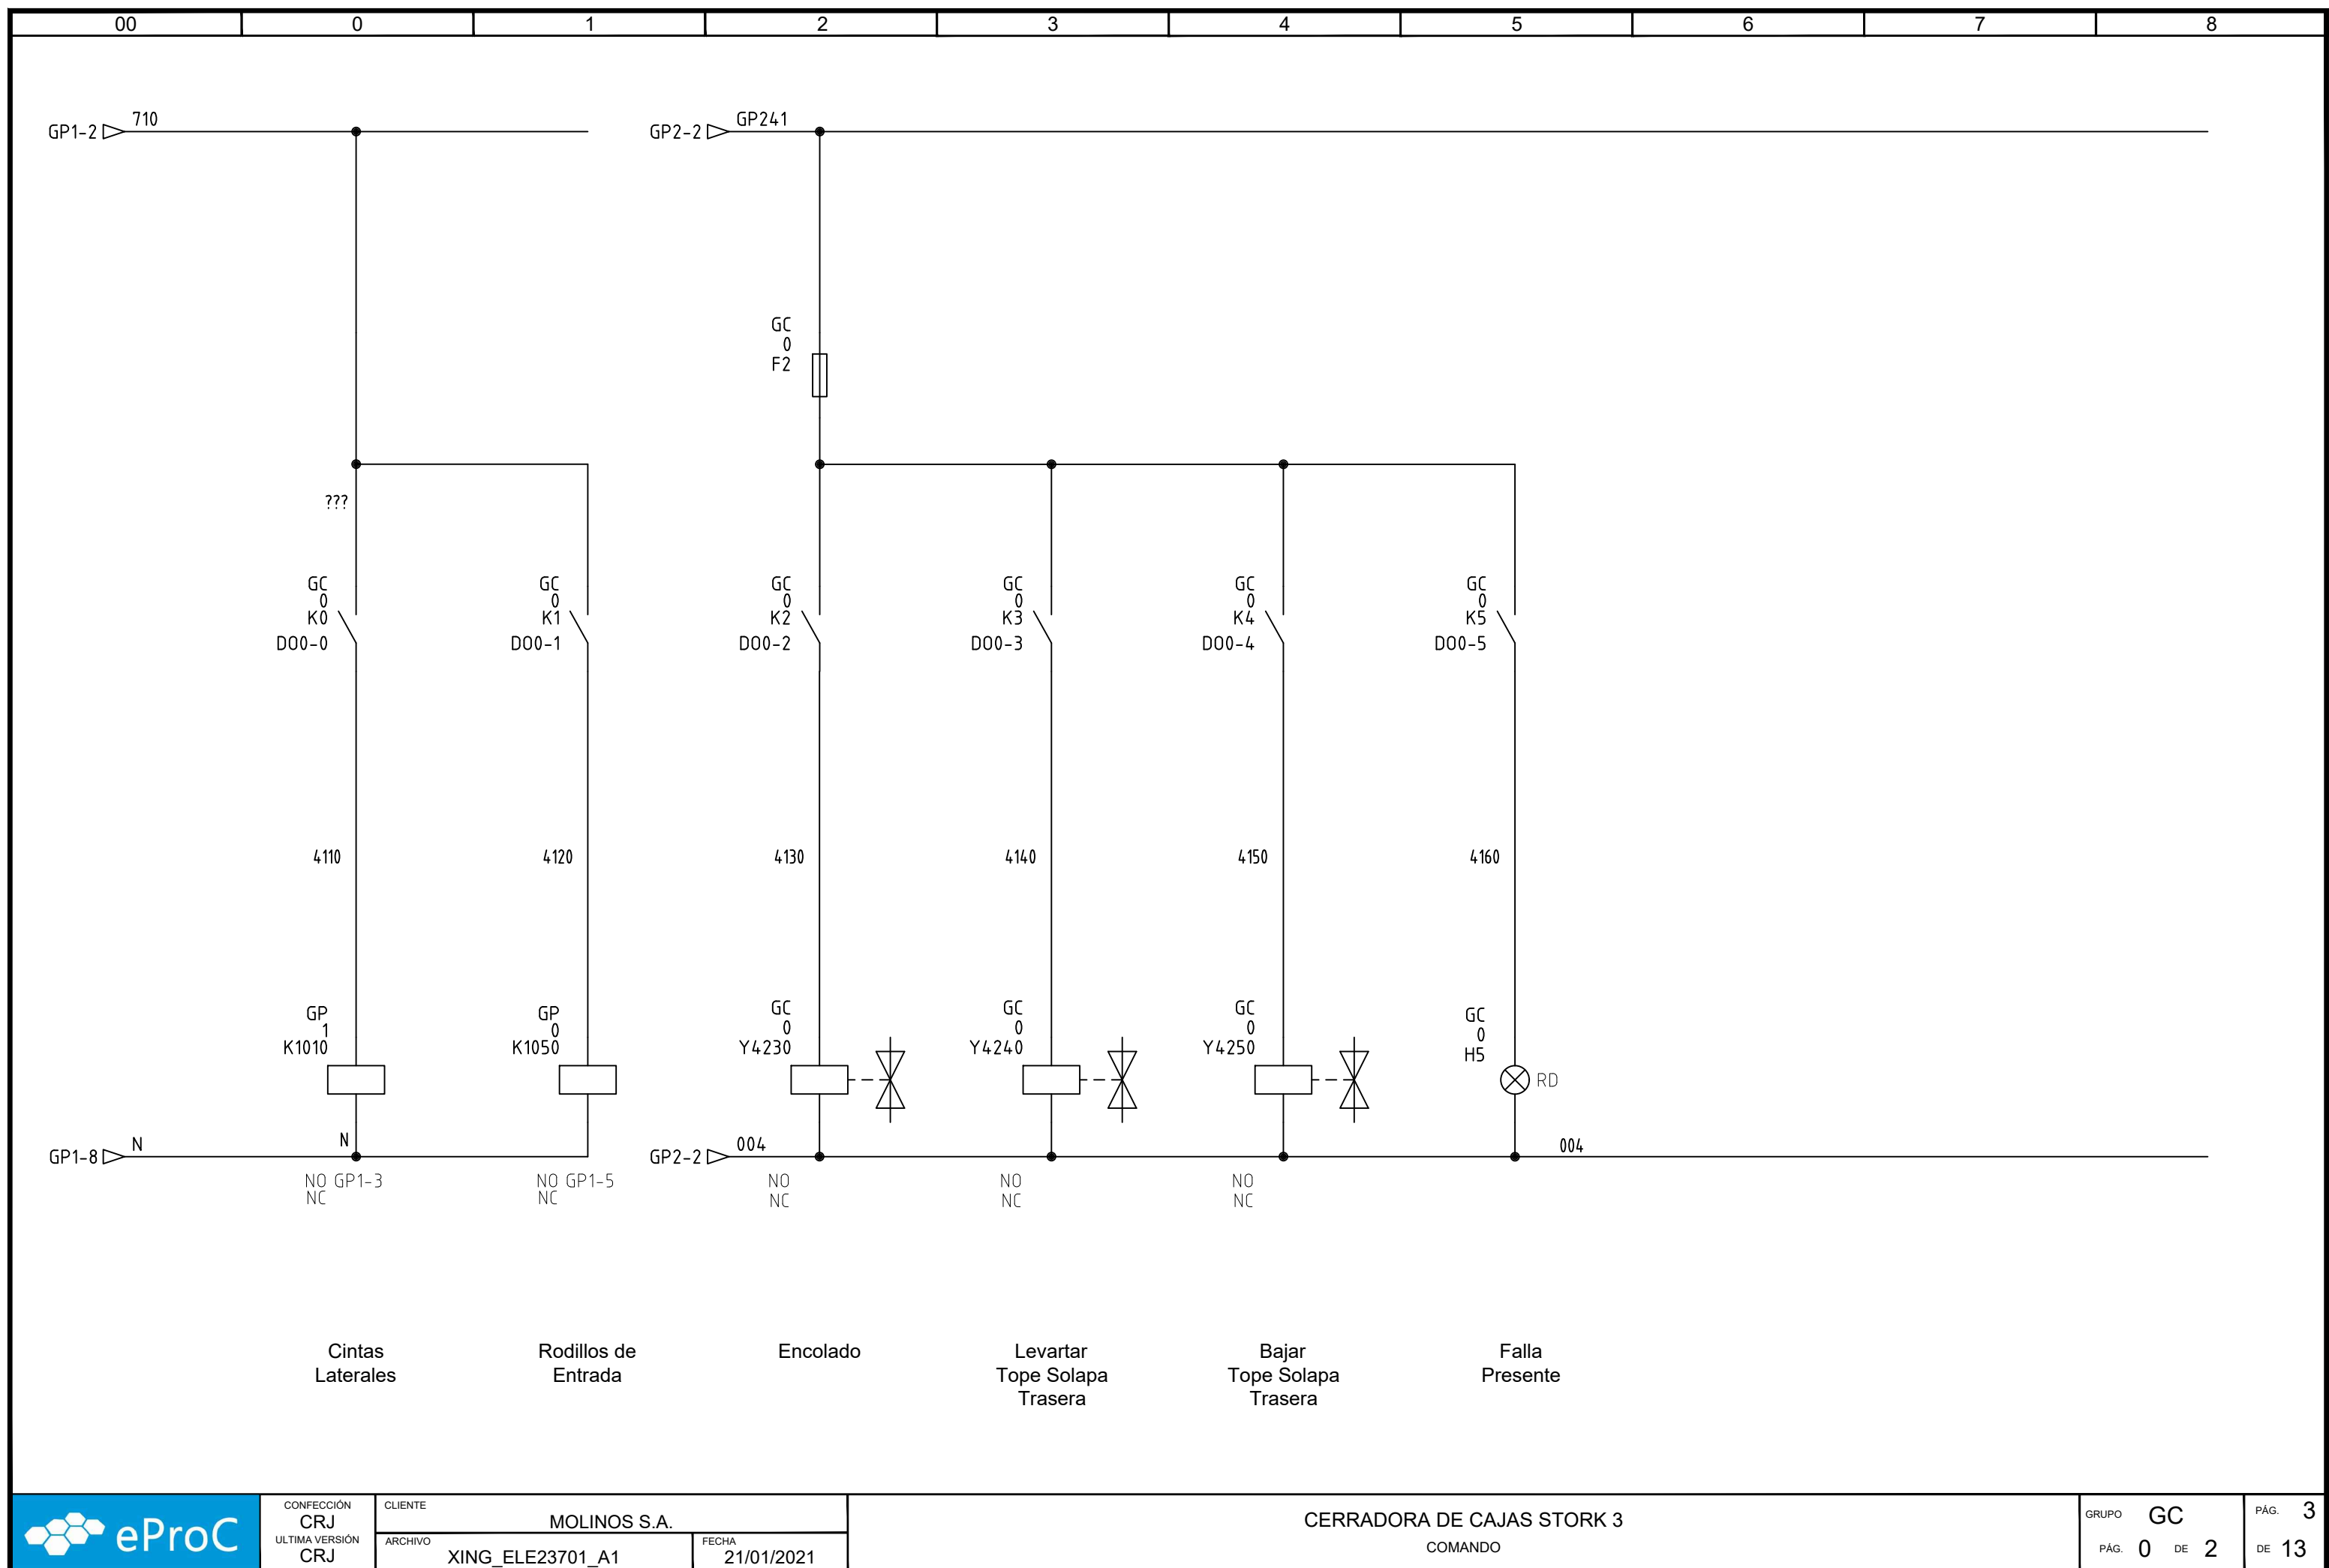 00 0 1 2 3 4 5 6 7 8
710 GP241
GP1-2 GP2-2
GC
0
F2
???
GC GC GC GC GC GC
0 0 0 0 0 0
K0 K1 K2 K3 K4 K5
DO0-0 DO0-1 DO0-2 DO0-3 DO0-4 DO0-5
4110 4120 4130 4140 4150 4160
GP GP GC GC GC GC
1 0 0 0 0 0
K1010 K1050 Y4230 Y4240 Y4250 H5
RD
N N 004 004
GP1-8 GP2-2
NO GP1-3 NO GP1-5 NO NO NO
NC NC NC NC NC
Cintas Rodillos de Encolado Levartar Bajar Falla
Laterales Entrada Tope Solapa Tope Solapa Presente
Trasera Trasera
eProC
CONFECCIÓN
CRJ
ULTIMA VERSIÓN
CRJ
CLIENTE
MOLINOS S.A.
ARCHIVO
XING_ELE23701_A1
FECHA
21/01/2021
CERRADORA DE CAJAS STORK 3
COMANDO
GRUPO GC
PÁG. 0 DE 2
PÁG. 3
DE 13